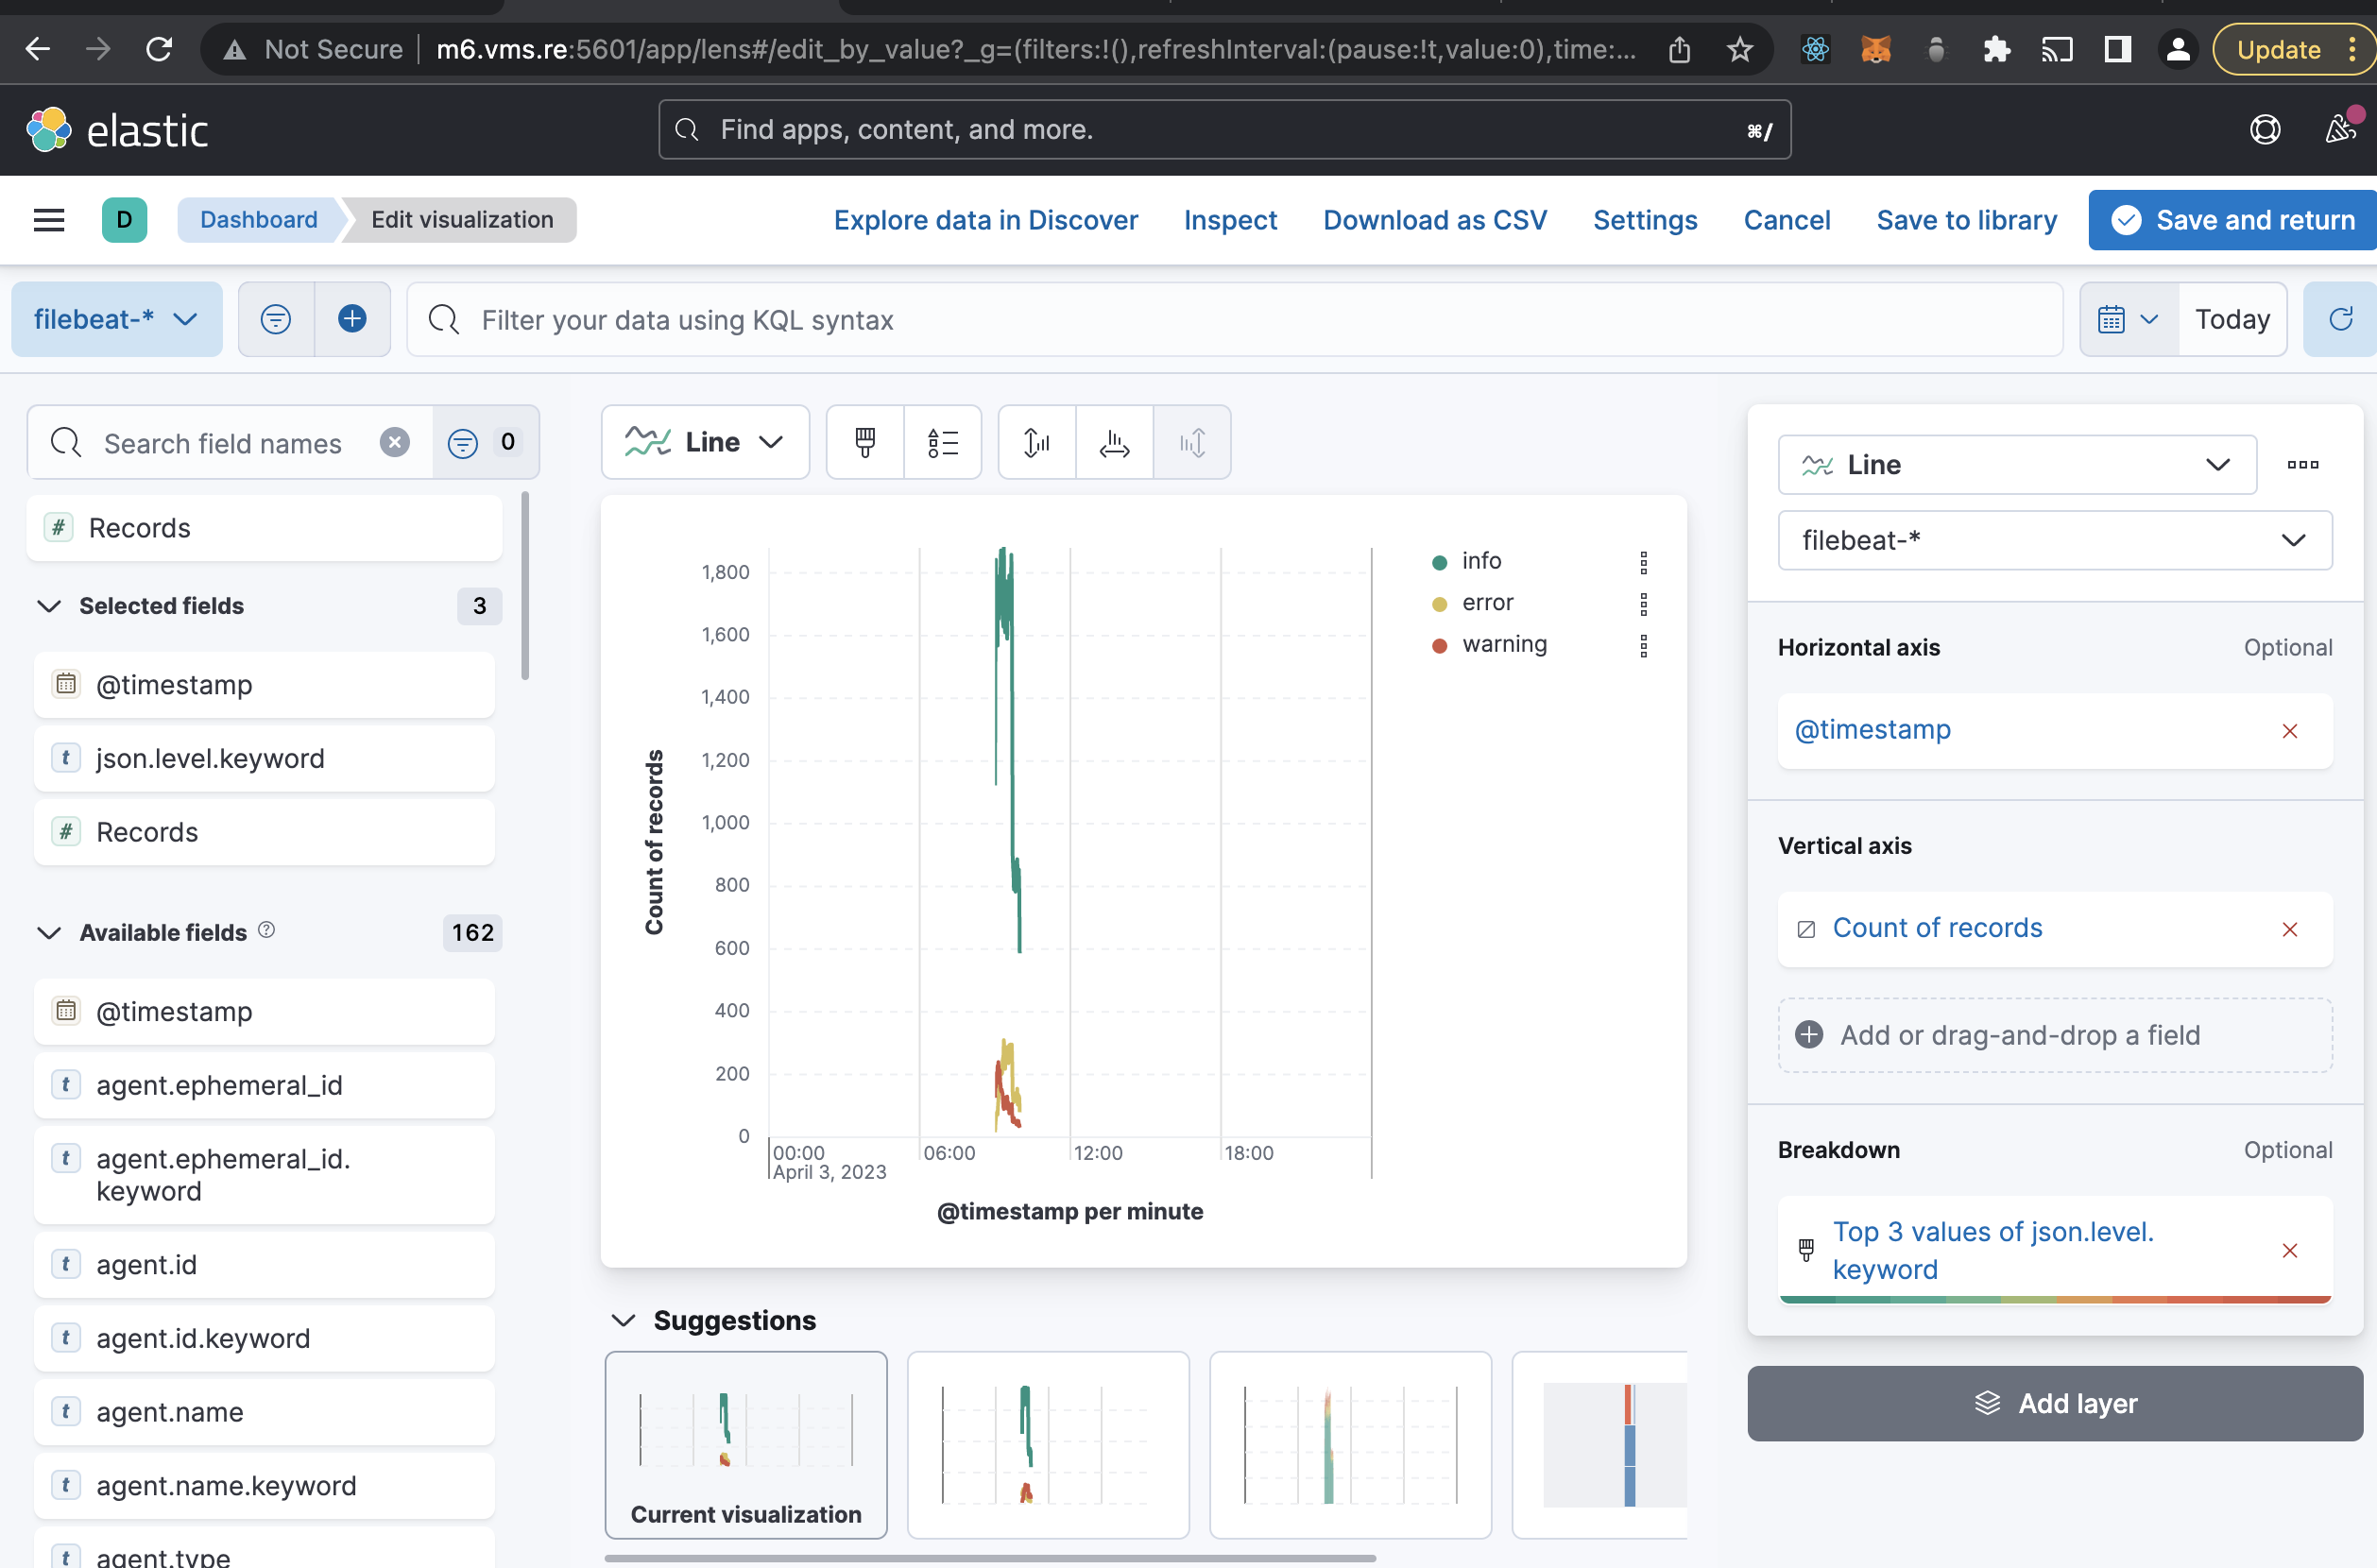 Not Secure
m6.vms.re:5601/app/lens#/edit_by_value?_g=(filters:!(),refreshInterval:(pause:!t,value:0),time:...
Update
elastic
Find apps, content, and more.
⌘/
D
Dashboard
Edit visualization
Explore data in Discover
Inspect
Download as CSV
Settings
Cancel
Save to library
Save and return
filebeat-*
Filter your data using KQL syntax
Today
Search field names
0
# Records
Selected fields
3
@timestamp
t json.level.keyword
# Records
Available fields
162
@timestamp
t agent.ephemeral_id
t agent.ephemeral_id.
keyword
t agent.id
t agent.id.keyword
t agent.name
t agent.name.keyword
t agent.type
Line
Count of records
1,800
1,600
1,400
1,200
1,000
800
600
400
200
0
00:00
06:00
12:00
18:00
April 3, 2023
@timestamp per minute
info
error
warning
Suggestions
Current visualization
Line
filebeat-*
Horizontal axis
Optional
@timestamp
Vertical axis
Count of records
Add or drag-and-drop a field
Breakdown
Optional
Top 3 values of json.level.
keyword
Add layer